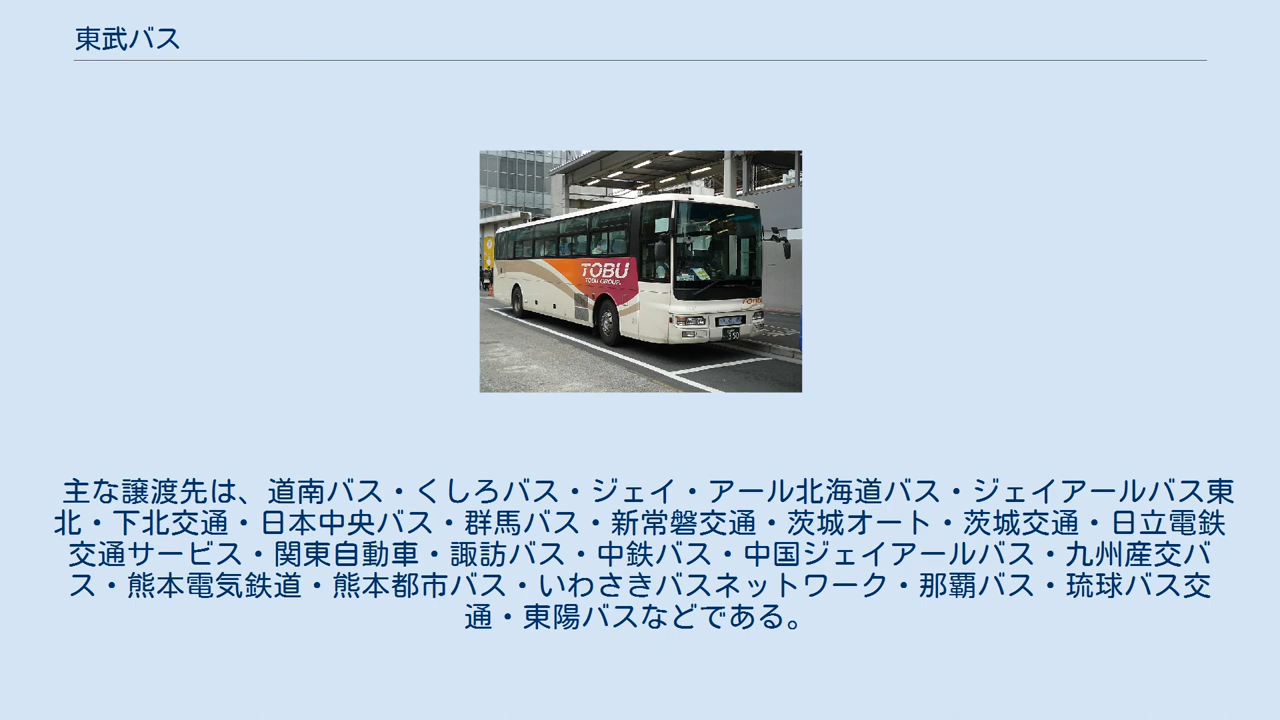 東武バス
TOBU
TOBU GROUP
350
主な譲渡先は、道南バス・くしろバス・ジェイ・アール北海道バス・ジェイアールバス東
北・下北交通・日本中央バス・群馬バス・新常磐交通・茨城オート・茨城交通・日立電鉄
交通サービス・関東自動車・諏訪バス・中鉄バス・中国ジェイアールバス・九州産交バ
ス・熊本電気鉄道・熊本都市バス・いわさきバスネットワーク・那覇バス・琉球バス交
通・東陽バスなどである。